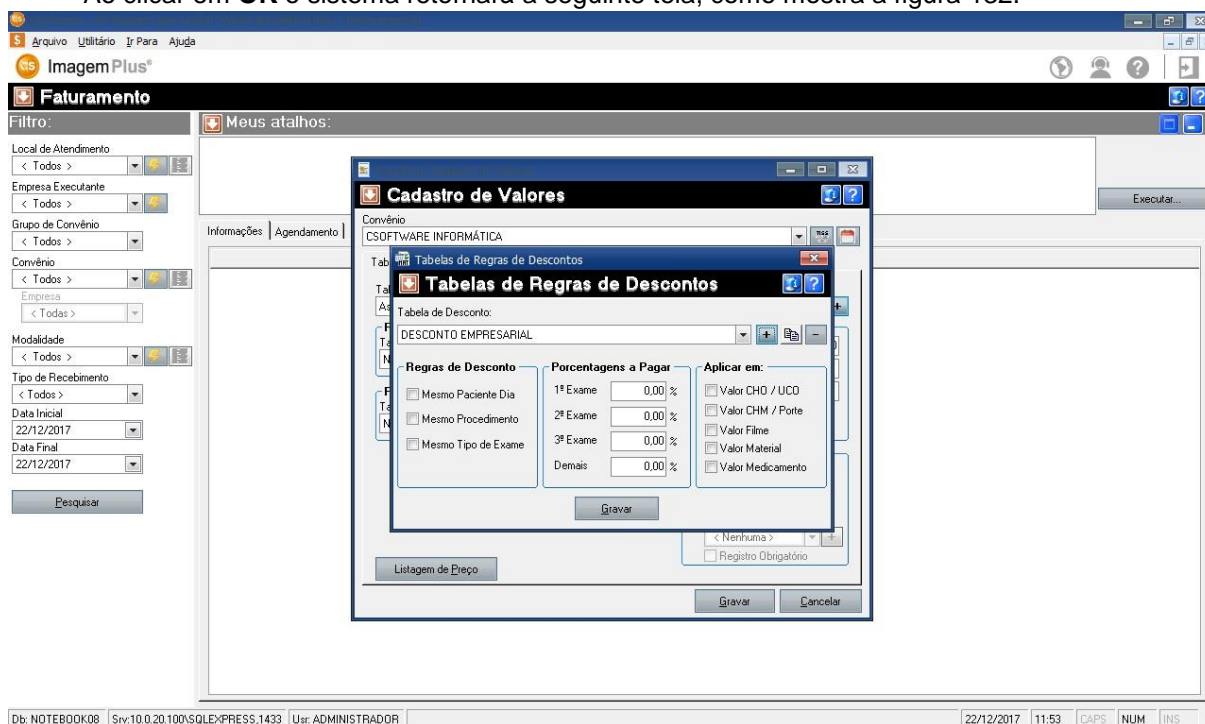 Ao clicar em OK o sistema retornará a seguinte tela, como mostra a figura 182.
Arquivo Utilitário Ir Para Ajuda
ImagemPlus®
Faturamento
Filtro:
Meus atalhos:
Local de Atendimento
< Todos >
Empresa Executante
< Todos >
Grupo de Convênio
< Todos >
Convênio
< Todos >
Empresa
< Todas >
Modalidade
< Todos >
Tipo de Recebimento
< Todos >
Data Inicial
22/12/2017
Data Final
22/12/2017
Pesquisar
Executar...
Informações Agendamento
Cadastro de Valores
Convênio
CSOFTWARE INFORMÁTICA
Tabelas de Regras de Descontos
Tabelas de Regras de Descontos
Tabela de Desconto:
DESCONTO EMPRESARIAL
Regras de Desconto
Mesmo Paciente Dia
Mesmo Procedimento
Mesmo Tipo de Exame
Porcentagens a Pagar
1º Exame 0,00 %
2º Exame 0,00 %
3º Exame 0,00 %
Demais 0,00 %
Aplicar em:
Valor CHO / UCO
Valor CHM / Porte
Valor Filme
Valor Material
Valor Medicamento
Gravar
< Nenhuma >
Registro Obrigatório
Listagem de Preço
Gravar Cancelar
Db: NOTEBOOK08 Srv:10.0.20.100\SQLEXPRESS,1433 Usr: ADMINISTRADOR 22/12/2017 11:53 CAPS NUM INS